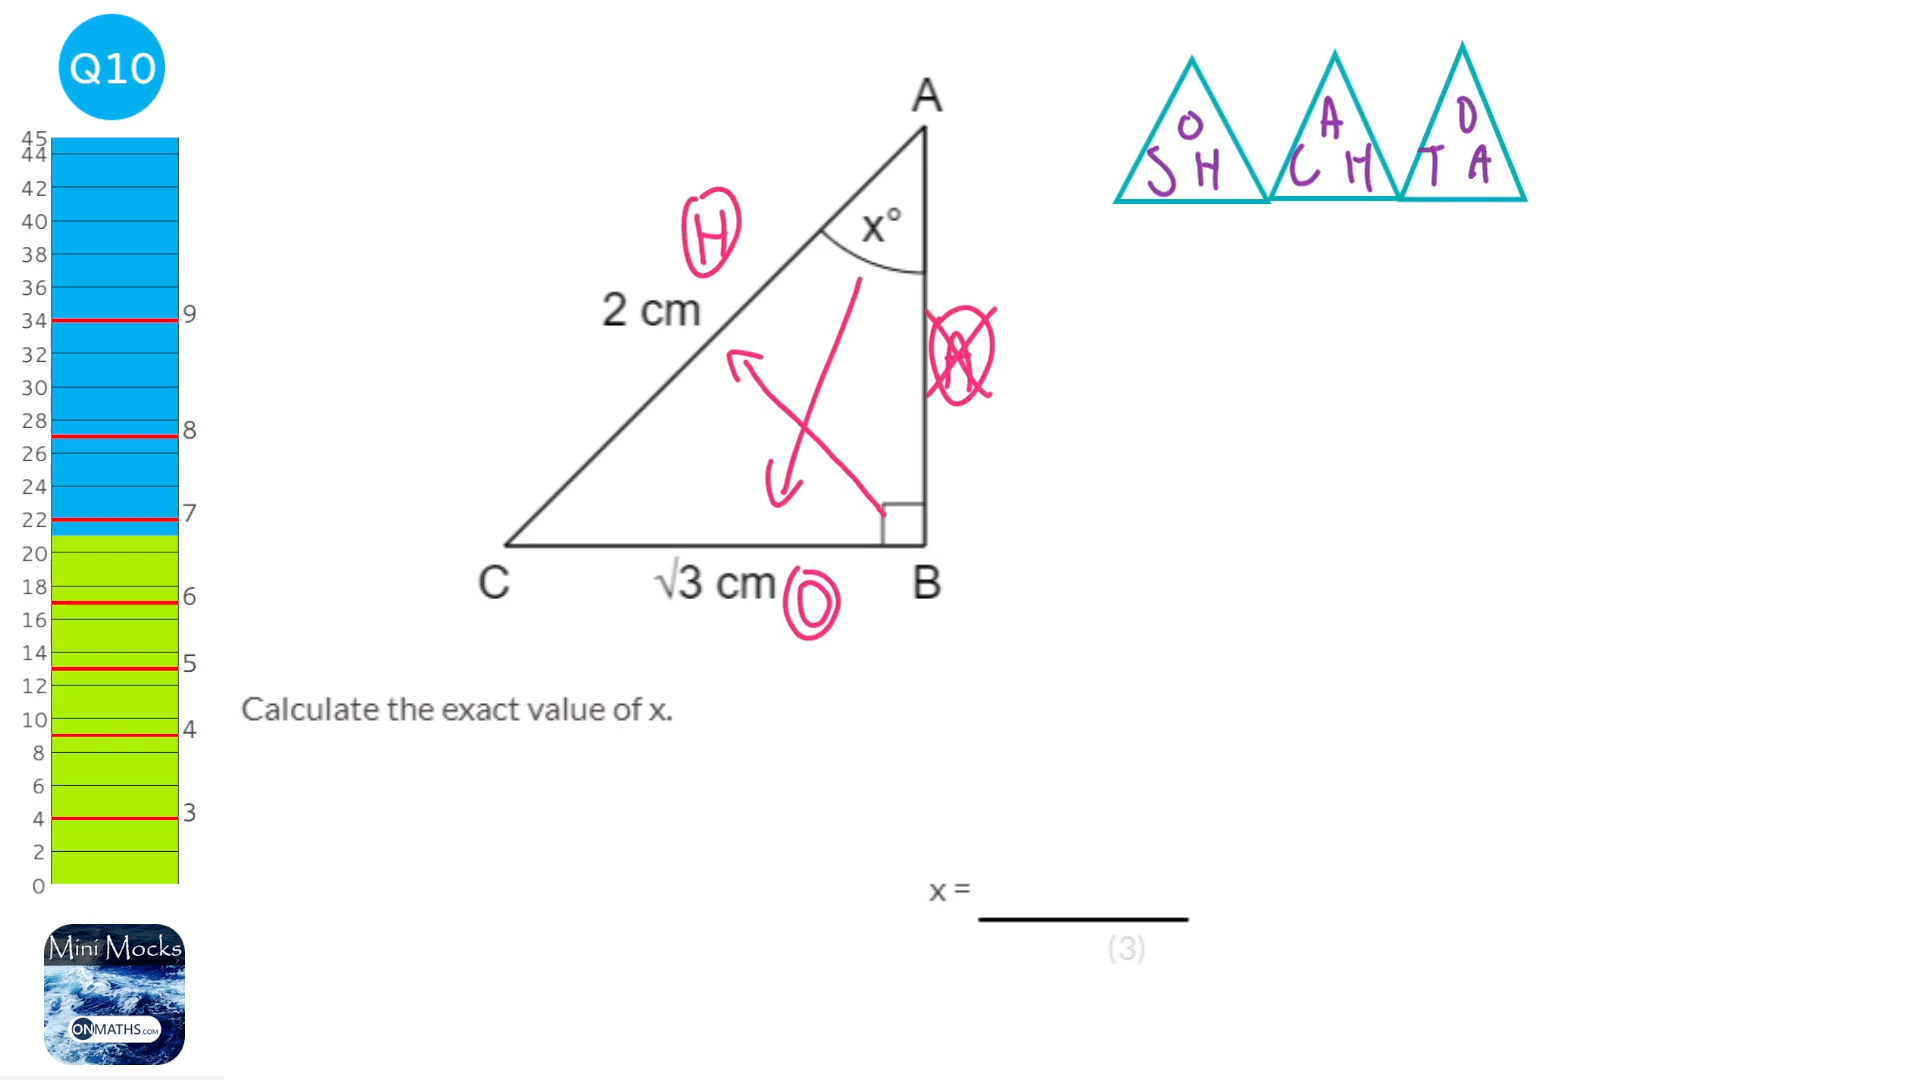 Q10
45
44
42
40
38
36
34
32
30
28
26
24
22
20
18
16
14
12
10
8
6
4
2
0
9
8
7
6
5
4
3
Mini Mocks
ONMATHS.COM
A
x°
H
2 cm
A
C
√3 cm
O
B
O
S H
A
C H
O
T A
Calculate the exact value of x.
x =
(3)